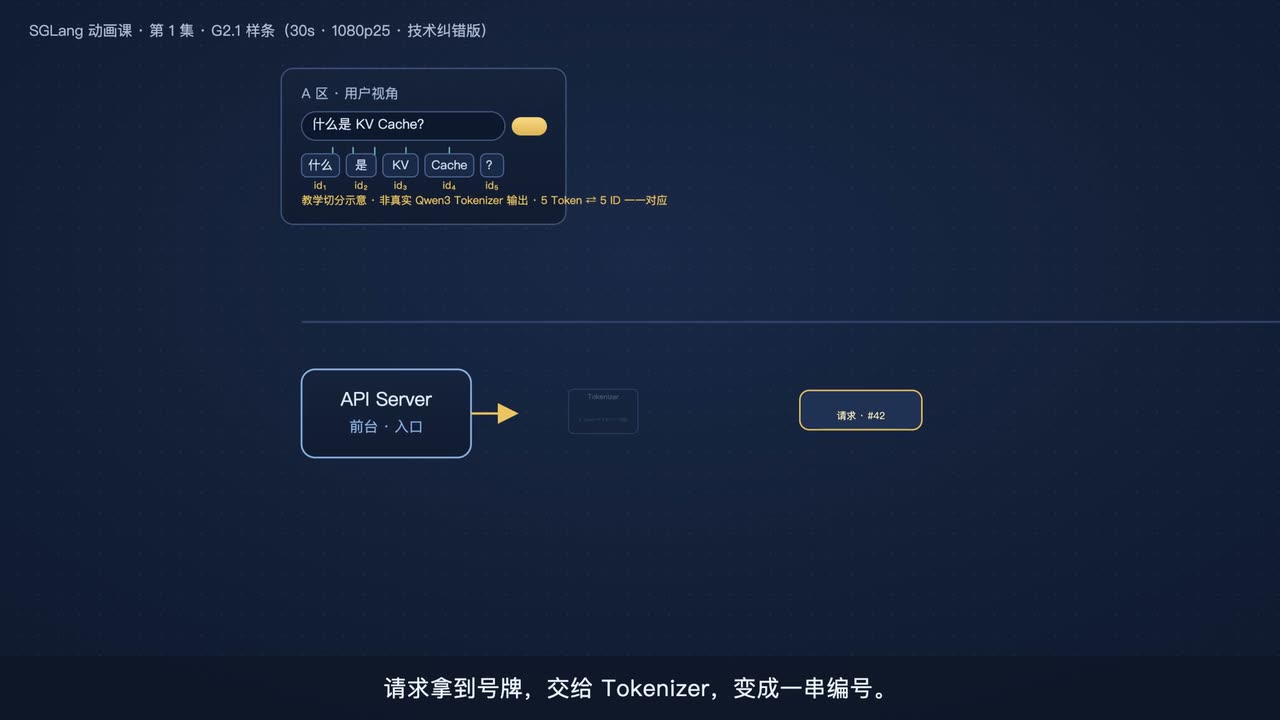 SGLang 动画课 · 第 1 集 · G2.1 样条（30s · 1080p25 · 技术纠错版）
A 区 · 用户视角
什么是 KV Cache?
什么 是 KV Cache ?
id₁ id₂ id₃ id₄ id₅
教学切分示意 · 非真实 Qwen3 Tokenizer 输出 · 5 Token ⇄ 5 ID 一一对应
API Server
前台 · 入口
Tokenizer
请求 · #42
请求拿到号牌，交给 Tokenizer，变成一串编号。